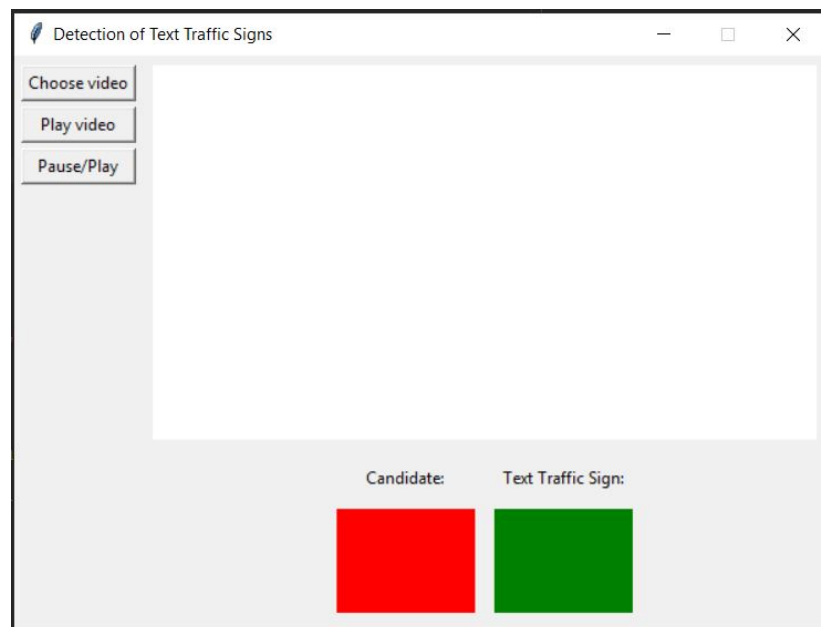 Detection of Text Traffic Signs
Choose video
Play video
Pause/Play
Candidate: Text Traffic Sign: